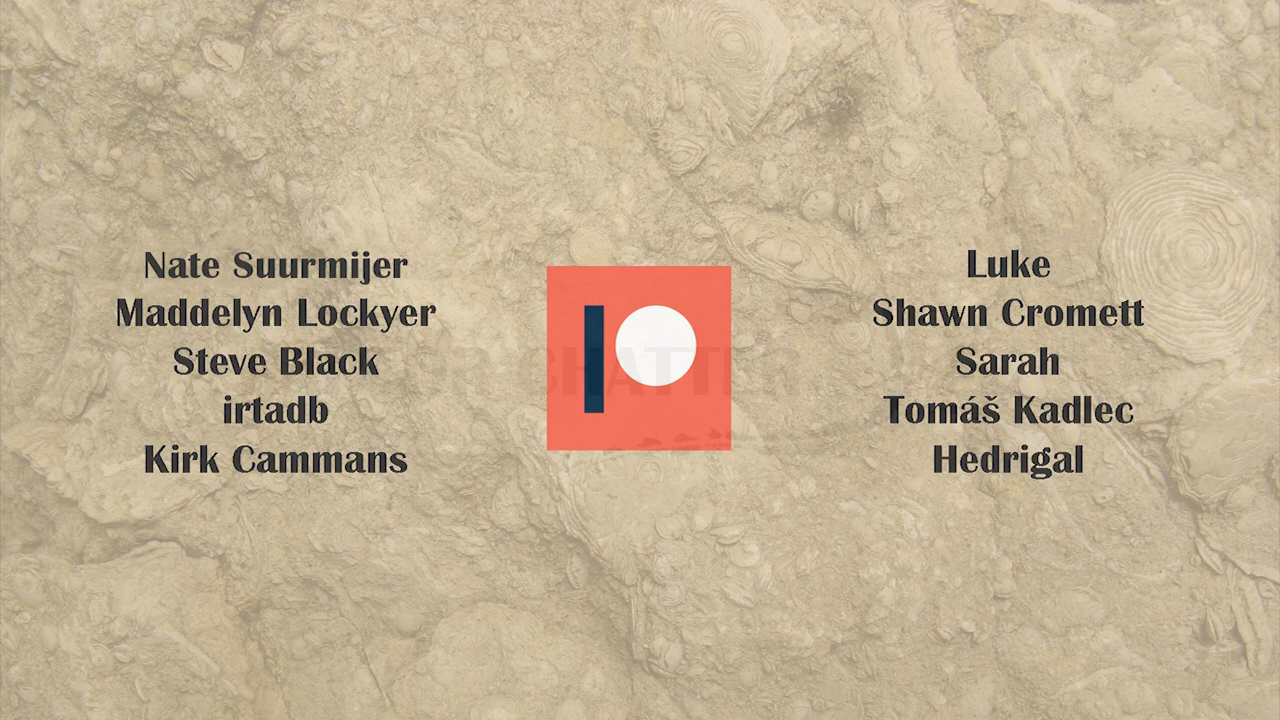 Nate Suurmijer
Maddelyn Lockyer
Steve Black
irtadb
Kirk Cammans
Luke
Shawn Cromett
Sarah
Tomáš Kadlec
Hedrigal